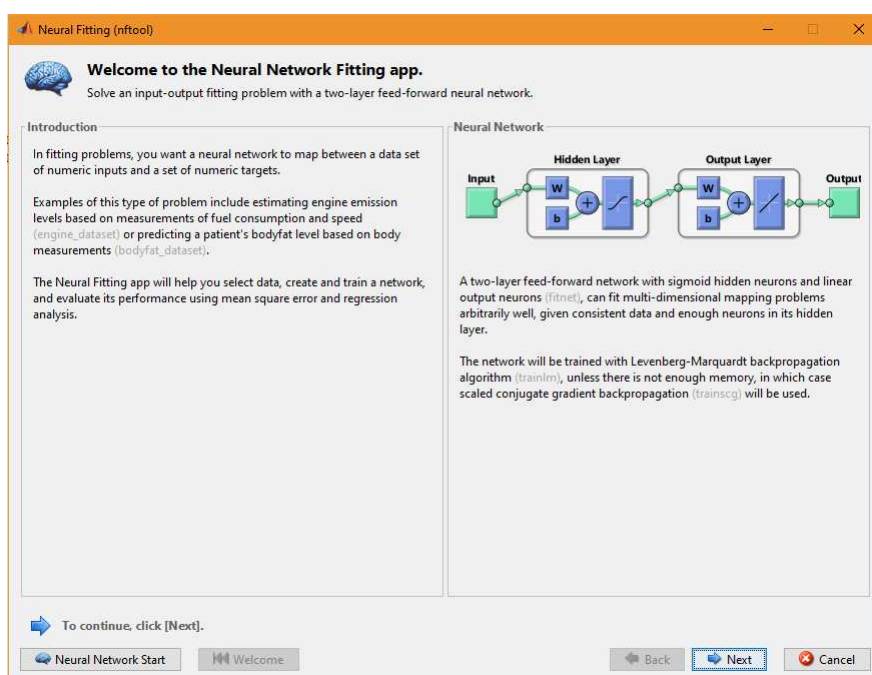 Neural Fitting (nftool)
Welcome to the Neural Network Fitting app.
Solve an input-output fitting problem with a two-layer feed-forward neural network.
Introduction
In fitting problems, you want a neural network to map between a data set
of numeric inputs and a set of numeric targets.
Examples of this type of problem include estimating engine emission
levels based on measurements of fuel consumption and speed
(engine_dataset) or predicting a patient's bodyfat level based on body
measurements (bodyfat_dataset).
The Neural Fitting app will help you select data, create and train a network,
and evaluate its performance using mean square error and regression
analysis.
Neural Network
Hidden Layer
Output Layer
Input
Output
W
b
+
W
b
+
A two-layer feed-forward network with sigmoid hidden neurons and linear
output neurons (fitnet), can fit multi-dimensional mapping problems
arbitrarily well, given consistent data and enough neurons in its hidden
layer.
The network will be trained with Levenberg-Marquardt backpropagation
algorithm (trainlm), unless there is not enough memory, in which case
scaled conjugate gradient backpropagation (trainscg) will be used.
To continue, click [Next].
Neural Network Start
Welcome
Back
Next
Cancel